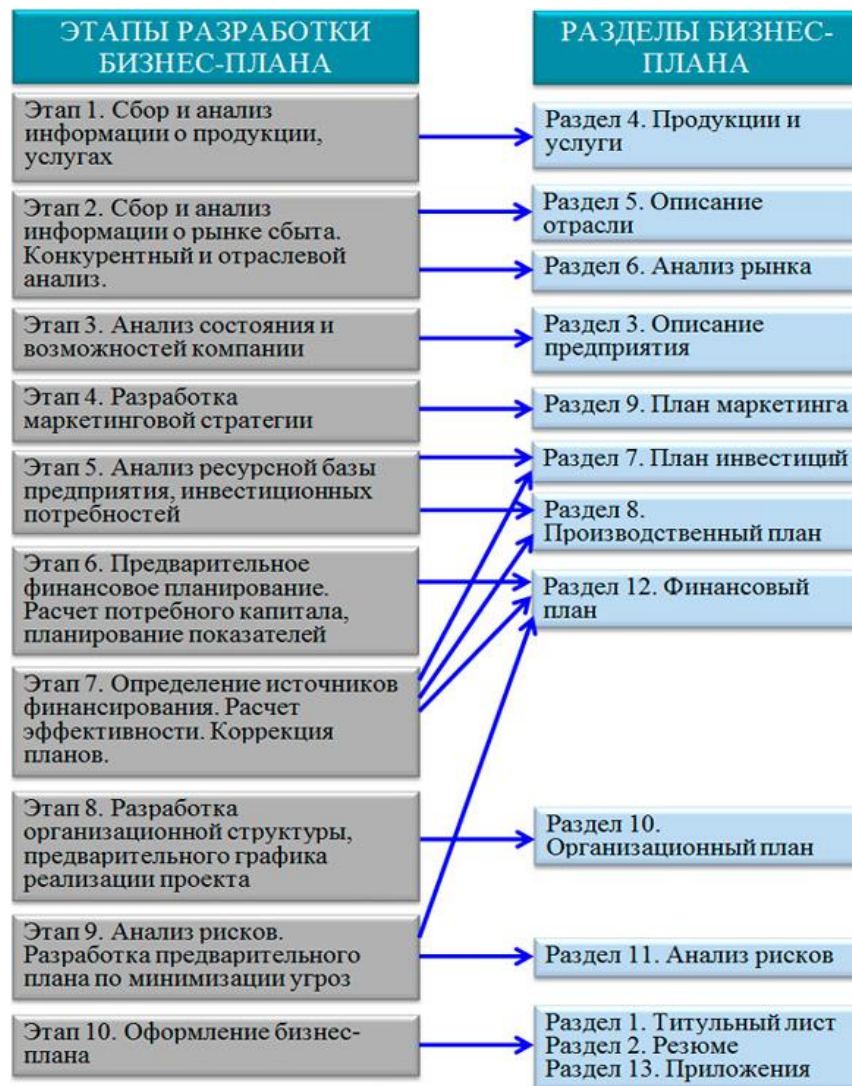 ЭТАПЫ РАЗРАБОТКИ
БИЗНЕС-ПЛАНА
РАЗДЕЛЫ БИЗНЕС-
ПЛАНА
Этап 1. Сбор и анализ
информации о продукции,
услугах
Раздел 4. Продукции и
услуги
Этап 2. Сбор и анализ
информации о рынке сбыта.
Конкурентный и отраслевой
анализ.
Раздел 5. Описание
отрасли
Раздел 6. Анализ рынка
Этап 3. Анализ состояния и
возможностей компании
Раздел 3. Описание
предприятия
Этап 4. Разработка
маркетинговой стратегии
Раздел 9. План маркетинга
Этап 5. Анализ ресурсной базы
предприятия, инвестиционных
потребностей
Раздел 7. План инвестиций
Раздел 8.
Производственный план
Этап 6. Предварительное
финансовое планирование.
Расчет потребного капитала,
планирование показателей
Раздел 12. Финансовый
план
Этап 7. Определение источников
финансирования. Расчет
эффективности. Коррекция
планов.
Этап 8. Разработка
организационной структуры,
предварительного графика
реализации проекта
Раздел 10.
Организационный план
Этап 9. Анализ рисков.
Разработка предварительного
плана по минимизации угроз
Раздел 11. Анализ рисков
Этап 10. Оформление бизнес-
плана
Раздел 1. Титульный лист
Раздел 2. Резюме
Раздел 13. Приложения